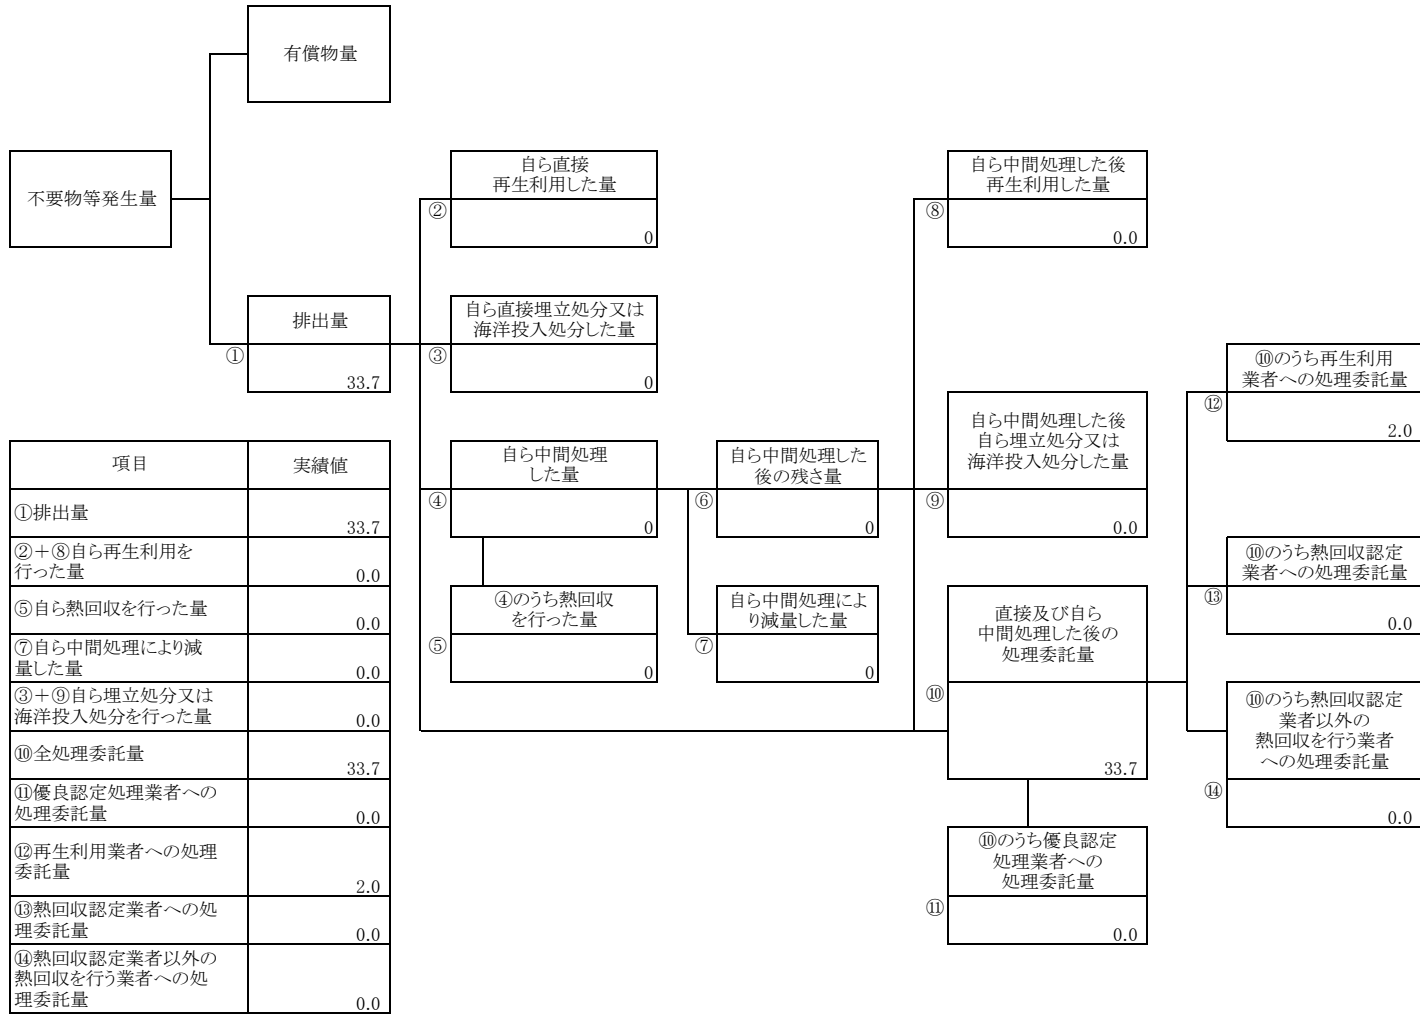 有償物量
不要物等発生量
自ら直接
再生利用した量
②
0
自ら中間処理した後
再生利用した量
⑧
0.0
排出量
①
33.7
自ら直接埋立処分又は
海洋投入処分した量
③
0
⑩のうち再生利用
業者への処理委託量
⑫
2.0
自ら中間処理
した量
④
0
自ら中間処理した
後の残さ量
⑥
0
自ら中間処理した後
自ら埋立処分又は
海洋投入処分した量
⑨
0.0
⑩のうち熱回収認定
業者への処理委託量
⑬
0.0
④のうち熱回収
を行った量
⑤
0
自ら中間処理によ
り減量した量
⑦
0
直接及び自ら
中間処理した後の
処理委託量
⑩
33.7
⑩のうち熱回収認定
業者以外の
熱回収を行う業者
への処理委託量
⑭
0.0
⑩のうち優良認定
処理業者への
処理委託量
⑪
0.0
項目 実績値
①排出量 33.7
②+⑧自ら再生利用を
行った量 0.0
⑤自ら熱回収を行った量 0.0
⑦自ら中間処理により減
量した量 0.0
③+⑨自ら埋立処分又は
海洋投入処分を行った量 0.0
⑩全処理委託量 33.7
⑪優良認定処理業者への
処理委託量 0.0
⑫再生利用業者への処理
委託量 2.0
⑬熱回収認定業者への処
理委託量 0.0
⑭熱回収認定業者以外の
熱回収を行う業者への処
理委託量 0.0